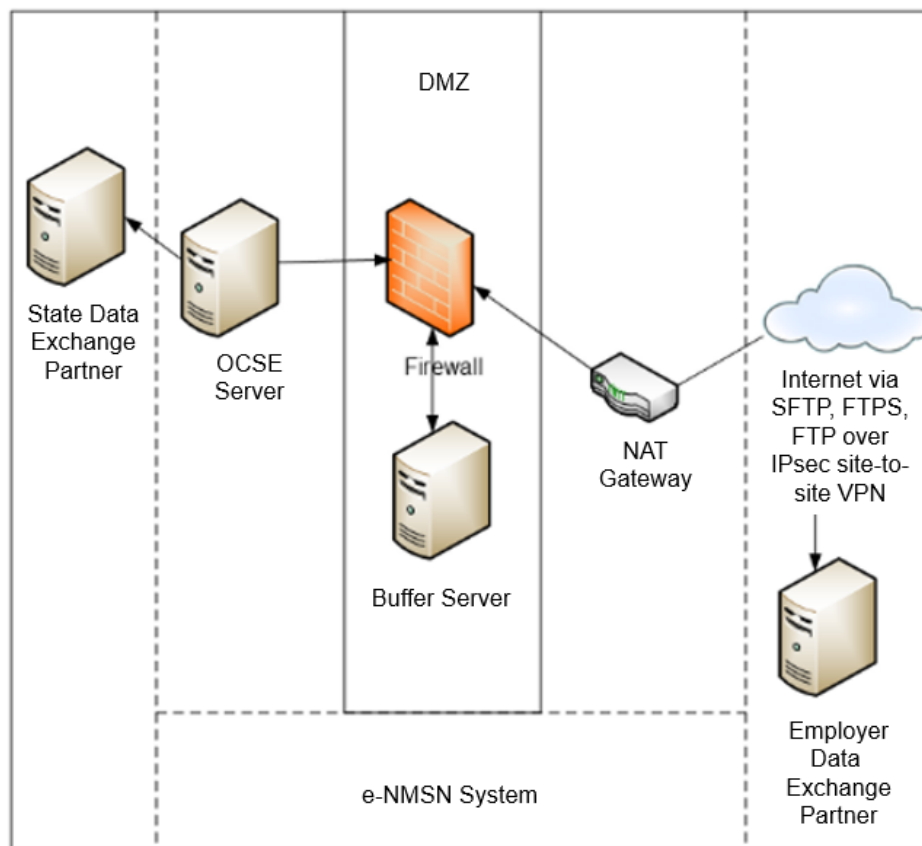 DMZ
State Data
Exchange
Partner
OCSE
Server
Firewall
Buffer Server
NAT
Gateway
Internet via
SFTP, FTPS,
FTP over
IPsec site-to-
site VPN
Employer
Data
Exchange
Partner
e-NMSN System